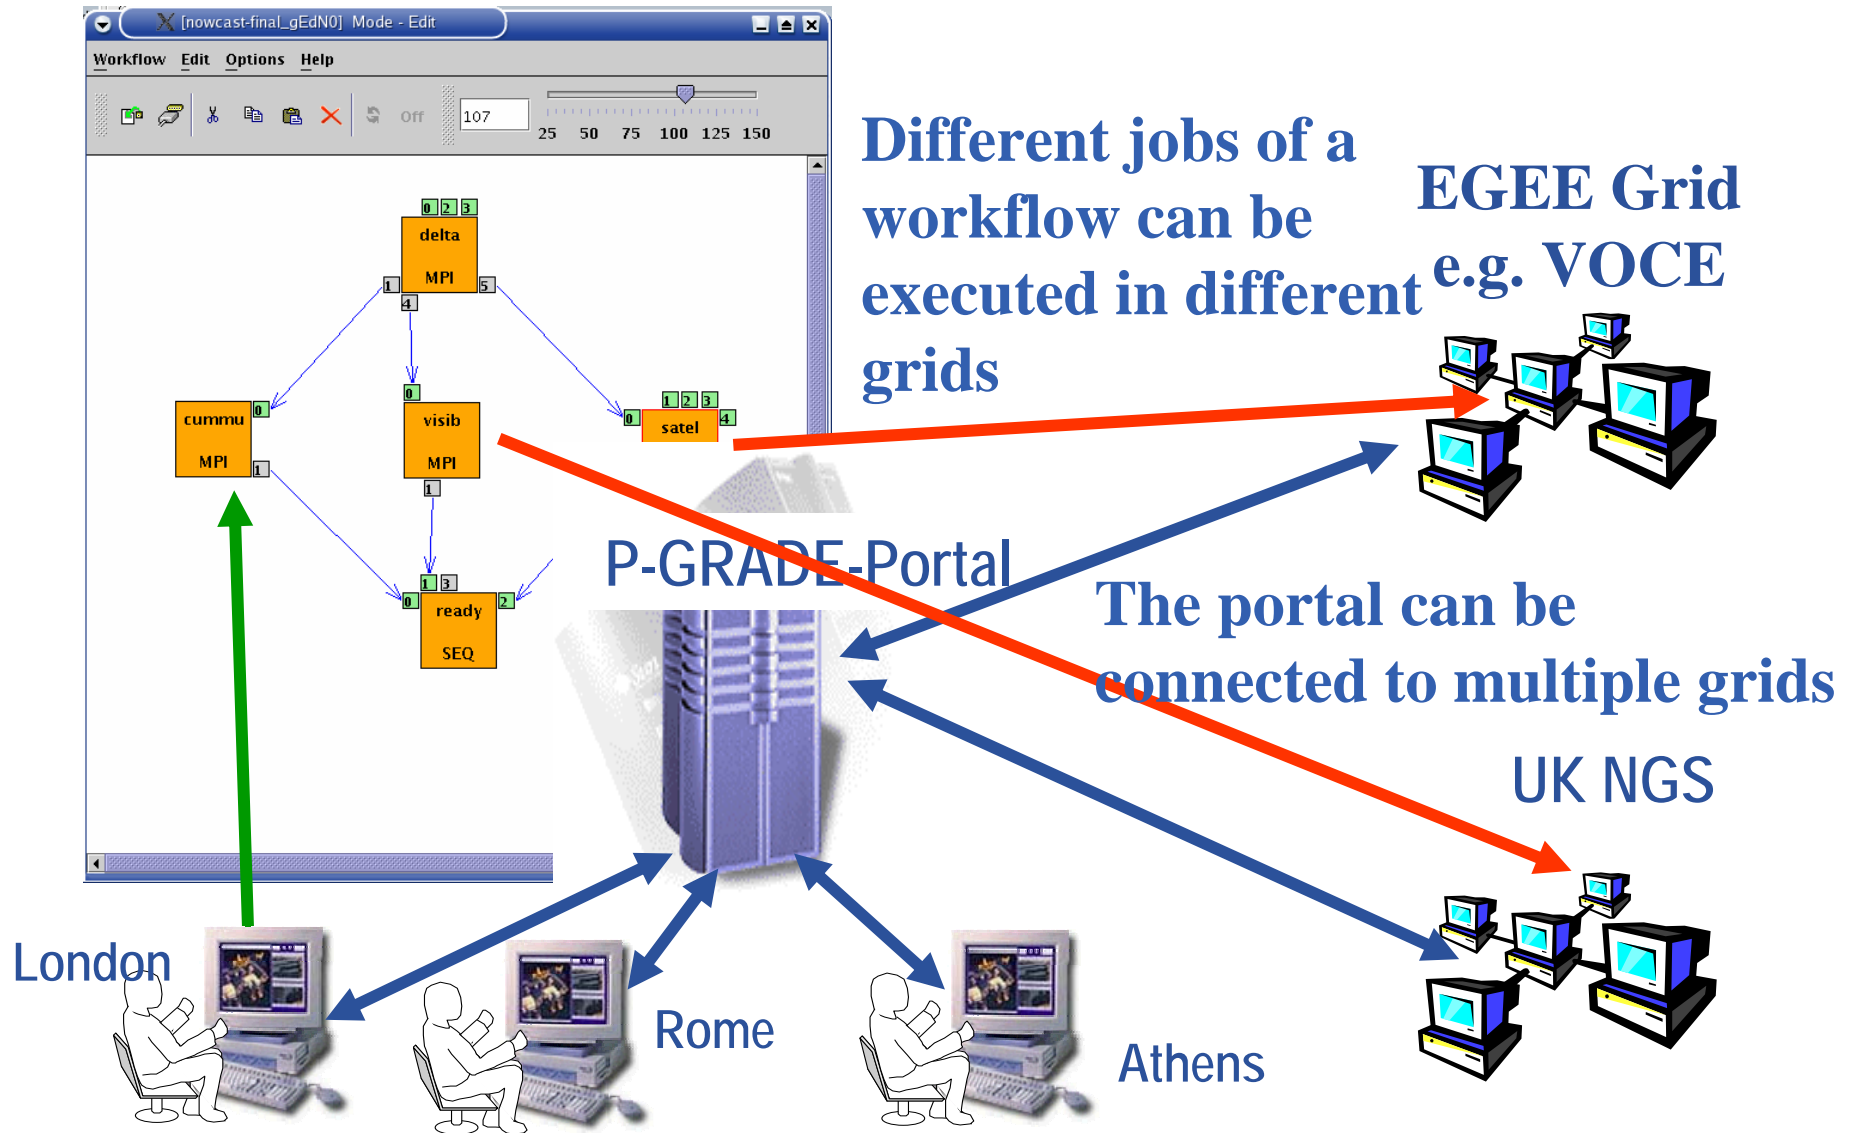 [nowcast-final_gEdN0] Mode - Edit
Workflow Edit Options Help
Off
107
25 50 75 100 125 150
0 2 3
delta
MPI
1
4
5
0
cummu
MPI
1
0
visib
MPI
1
1 2 3
0
4
satel
1 3
0
2
ready
SEQ
Different jobs of a
workflow can be
executed in different
grids
EGEE Grid
e.g. VOCE
P-GRADE-Portal
The portal can be
connected to multiple grids
UK NGS
London
Rome
Athens